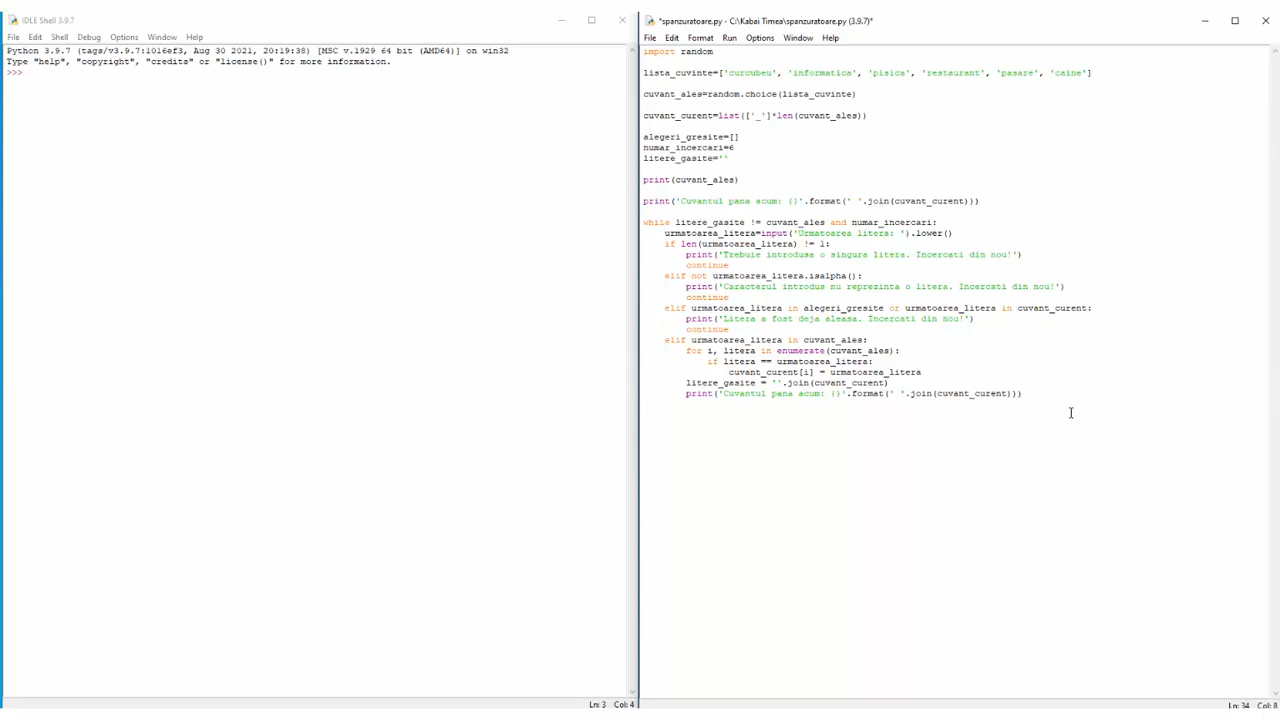 IDLE Shell 3.9.7
File Edit Shell Debug Options Window Help
Python 3.9.7 (tags/v3.9.7:1016ef3, Aug 30 2021, 20:19:38) [MSC v.1929 64 bit (AMD64)] on win32
Type "help", "copyright", "credits" or "license()" for more information.
>>>
Ln: 3 Col: 4
*spanzuratoare.py - C:\Kabai Timea\spanzuratoare.py (3.9.7)*
File Edit Format Run Options Window Help
import random
lista_cuvinte=['curcubeu', 'informatica', 'pisica', 'restaurant', 'pasare', 'caine']
cuvant_ales=random.choice(lista_cuvinte)
cuvant_curent=list(['_']*len(cuvant_ales))
alegeri_gresite=[]
numar_incercari=6
litere_gasite=''
print(cuvant_ales)
print('Cuvantul pana acum: {}'.format(' '.join(cuvant_curent)))
while litere_gasite != cuvant_ales and numar_incercari:
    urmatoarea_litera=input('Urmatoarea litera: ').lower()
    if len(urmatoarea_litera) != 1:
        print('Trebuie introdusa o singura litera. Incercati din nou!')
        continue
    elif not urmatoarea_litera.isalpha():
        print('Caracterul introdus nu reprezinta o litera. Incercati din nou!')
        continue
    elif urmatoarea_litera in alegeri_gresite or urmatoarea_litera in cuvant_curent:
        print('Litera a fost deja aleasa. Incercati din nou!')
        continue
    elif urmatoarea_litera in cuvant_ales:
        for i, litera in enumerate(cuvant_ales):
            if litera == urmatoarea_litera:
                cuvant_curent[i] = urmatoarea_litera
        litere_gasite = ''.join(cuvant_curent)
        print('Cuvantul pana acum: {}'.format(' '.join(cuvant_curent)))
Ln: 34 Col: 8